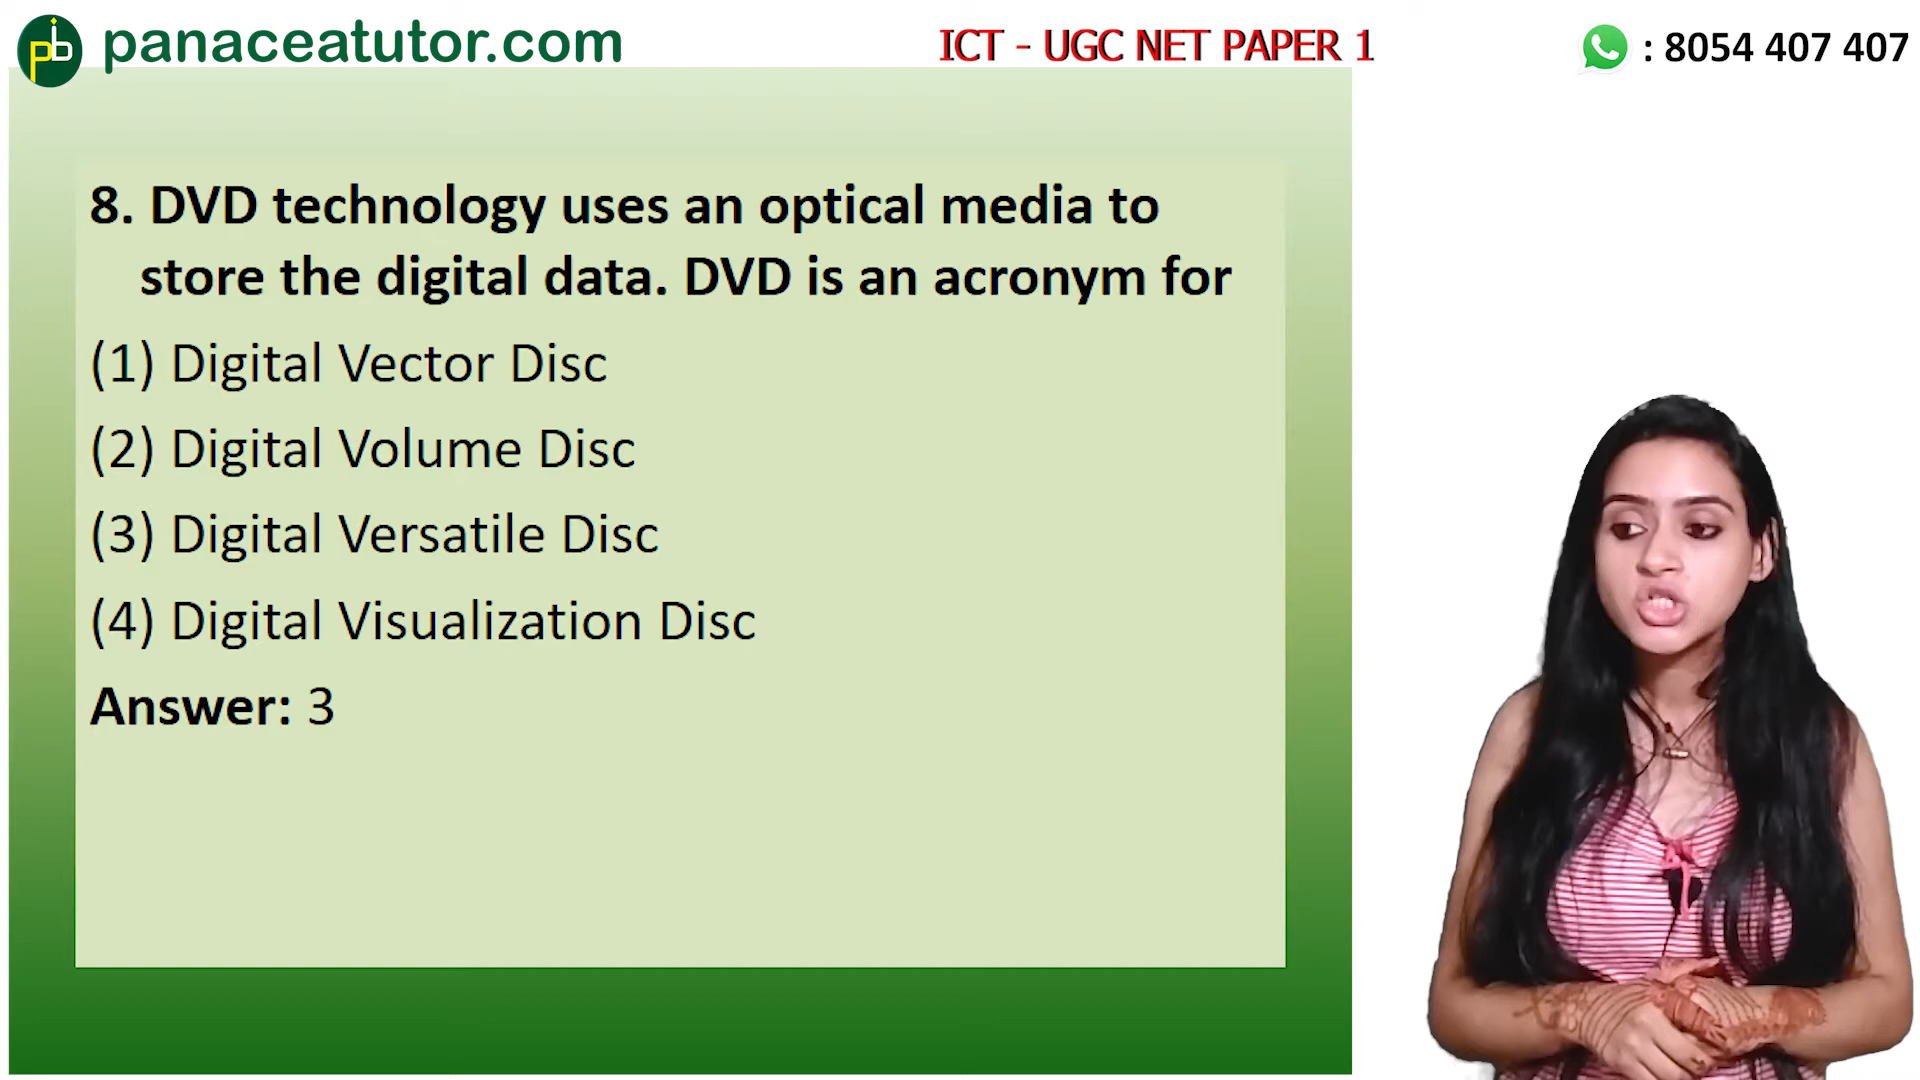 pib panaceatutor.com
ICT - UGC NET PAPER 1
: 8054 407 407
8. DVD technology uses an optical media to
store the digital data. DVD is an acronym for
(1) Digital Vector Disc
(2) Digital Volume Disc
(3) Digital Versatile Disc
(4) Digital Visualization Disc
Answer: 3